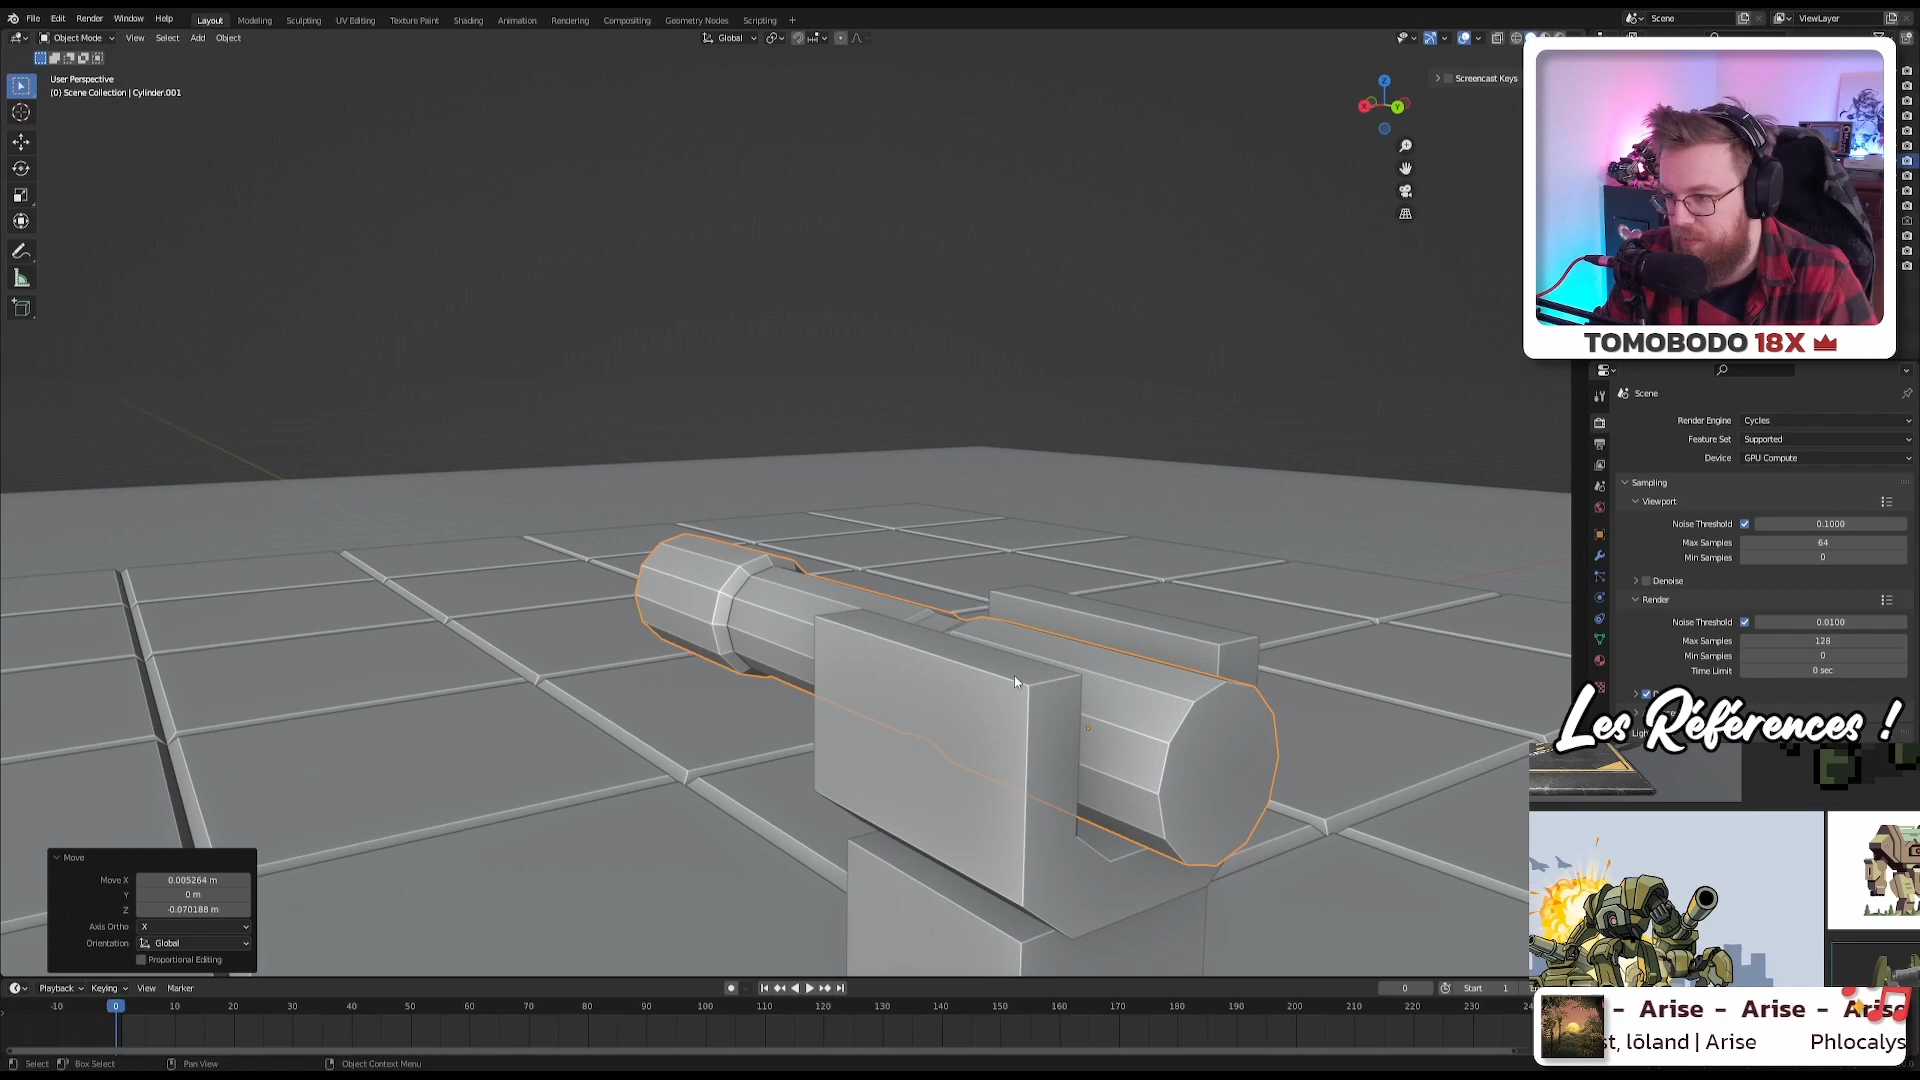 File Edit Render Window Help Layout Modeling Sculpting UV Editing Texture Paint Shading Animation Rendering Compositing Geometry Nodes Scripting + Scene ViewLayer
Object Mode View Select Add Object Global
User Perspective
(0) Scene Collection | Cylinder.001
Screencast Keys
Z
X
Y
TOMOBODO 18X
Scene
Render Engine Cycles
Feature Set Supported
Device GPU Compute
Sampling
Viewport
Noise Threshold 0.1000
Max Samples 64
Min Samples 0
Denoise
Render
Noise Threshold 0.0100
Max Samples 128
Min Samples 0
Time Limit 0 sec
Les Références !
Move
Move X 0.005264 m
Y 0 m
Z -0.070188 m
Axis Ortho X
Orientation Global
Proportional Editing
Playback Keying View Marker 0 Start 1
-10 0 10 20 30 40 50 60 70 80 90 100 110 120 130 140 150 160 170 180 190 200 210 220 230
- Arise - Arise - Arise
st, lōland | Arise Phlocalys
Select Box Select Pan View Object Context Menu